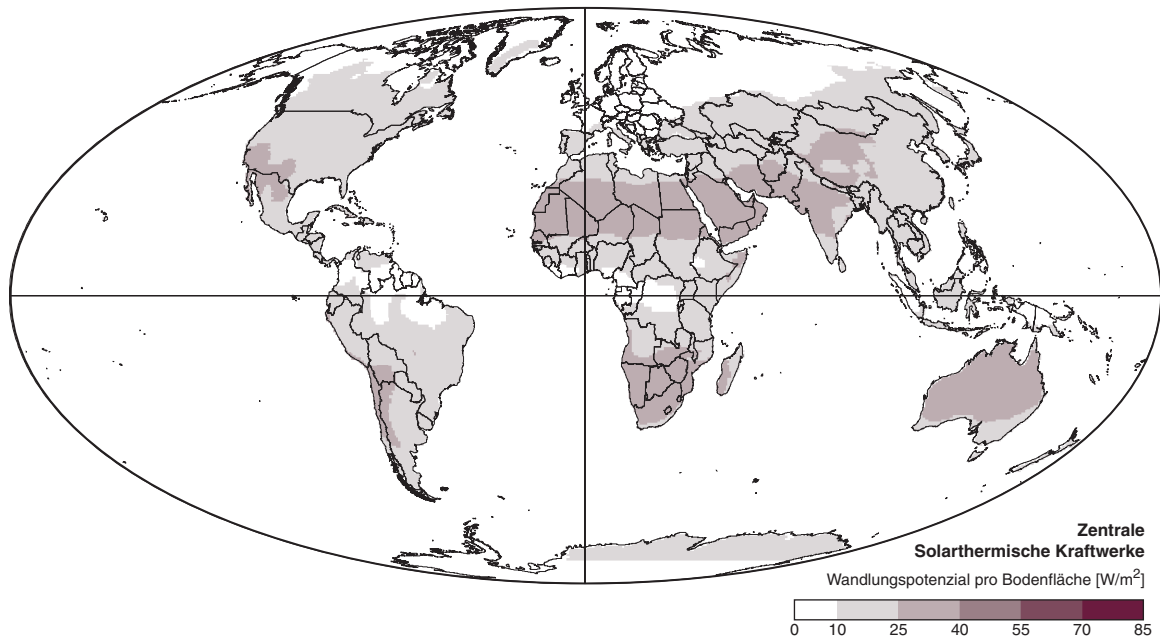 Zentrale
Solarthermische Kraftwerke
Wandlungspotenzial pro Bodenfläche [W/m²]
0 10 25 40 55 70 85